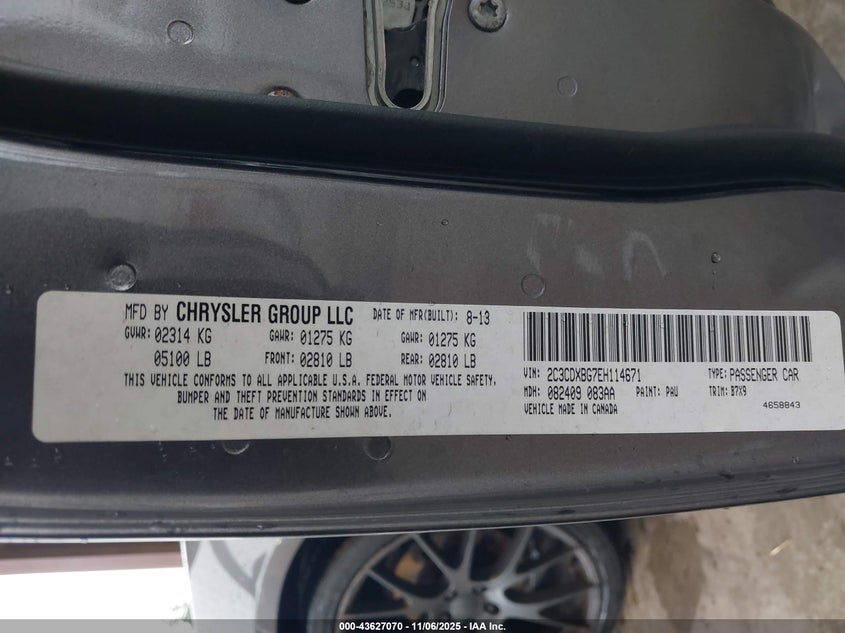 MFD BY CHRYSLER GROUP LLC DATE OF MFR(BUILT): 8-13
GVWR: 02314 KG GAWR: 01275 KG GAWR: 01275 KG
05100 LB FRONT: 02810 LB REAR: 02810 LB
THIS VEHICLE CONFORMS TO ALL APPLICABLE U.S.A. FEDERAL MOTOR VEHICLE SAFETY,
BUMPER AND THEFT PREVENTION STANDARDS IN EFFECT ON
THE DATE OF MANUFACTURE SHOWN ABOVE.
VIN: 2C3CDXBG7EH114671 TYPE: PASSENGER CAR
MDH: 082409 083AA PAINT: PAU TRIM: B7X9
VEHICLE MADE IN CANADA 4658843
000-43627070 - 11/06/2025 - IAA Inc.